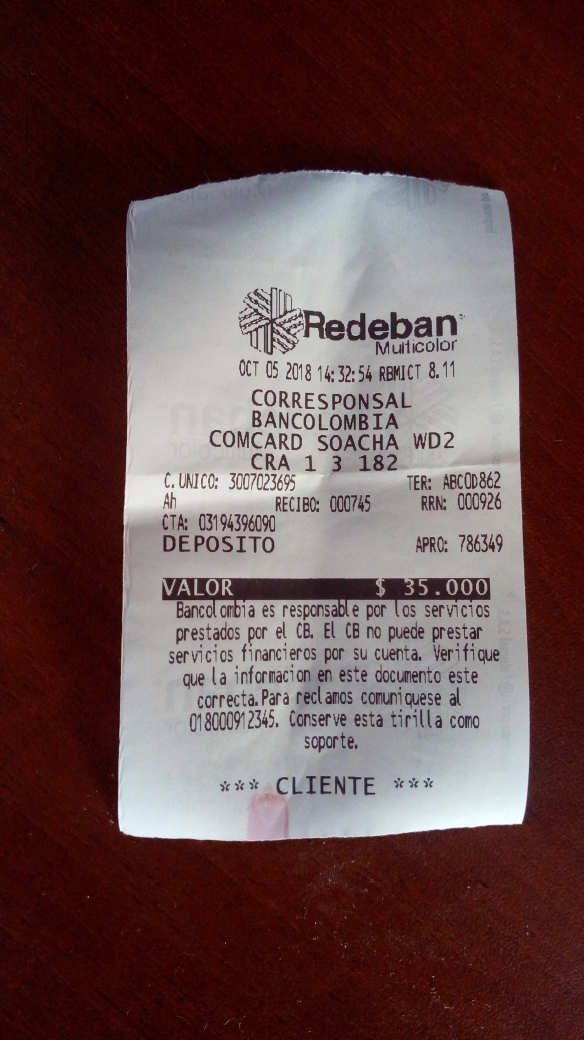 Redeban
Multicolor
OCT 05 2018 14:32:54 RBMICT 8.11
CORRESPONSAL
BANCOLOMBIA
COMCARD SOACHA WD2
CRA 1 3 182
C.UNICO: 3007023695 TER: ABCOD862
Ah RECIBO: 000745 RRN: 000926
CTA: 03194396090
DEPOSITO APRO: 786349
VALOR $ 35.000
Bancolombia es responsable por los servicios
prestados por el CB. El CB no puede prestar
servicios financieros por su cuenta. Verifique
que la informacion en este documento este
correcta.Para reclamos comuniquese al
018000912345. Conserve esta tirilla como
soporte.
*** CLIENTE ***